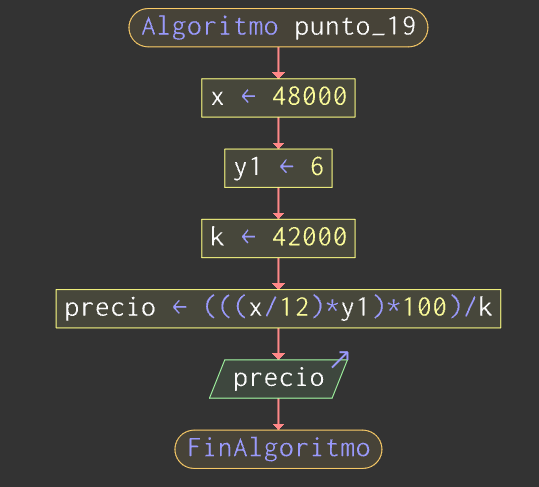 Algoritmo punto_19
x ← 48000
y1 ← 6
k ← 42000
precio ← (((x/12)*y1)*100)/k
precio
FinAlgoritmo